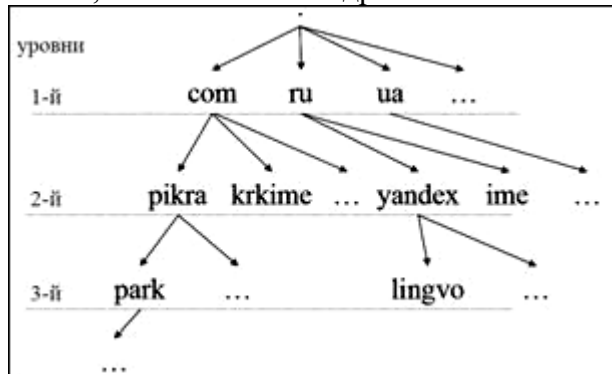 .
уровни
1-й com ru ua ...
2-й pikra krkime ... yandex ime ...
3-й park ... lingvo ...
...